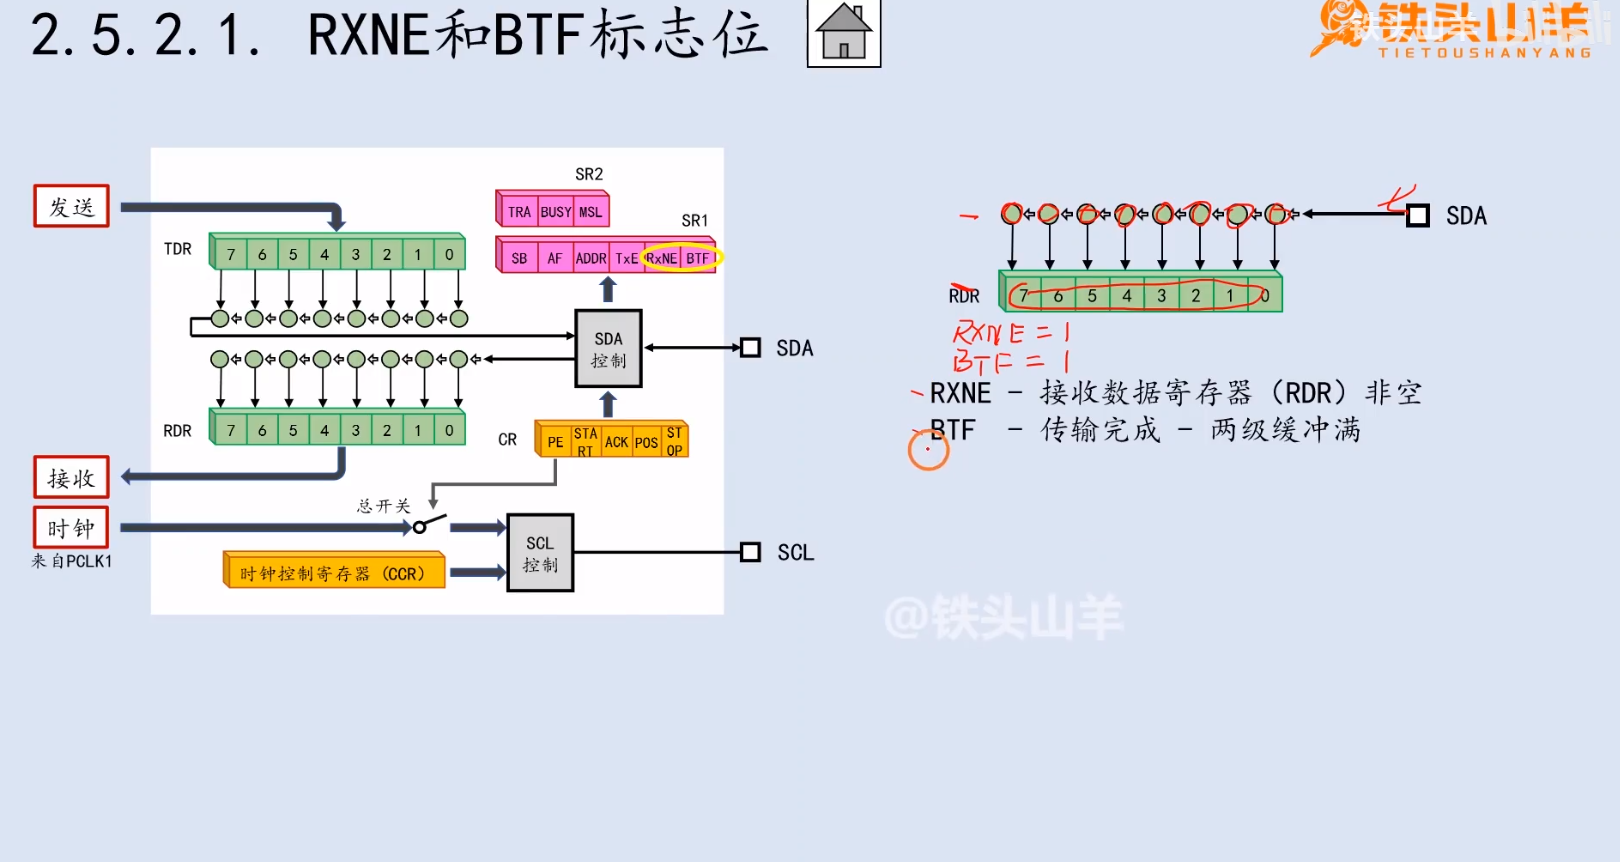 2.5.2.1. RXNE和BTF标志位
铁头山羊
TIETOUSHANYANG
发送
TDR
7 6 5 4 3 2 1 0
SR2
TRA BUSY MSL
SR1
SB AF ADDR TxE RxNE BTF
SDA
控制
SDA
RDR
7 6 5 4 3 2 1 0
CR
PE STA
RT ACK POS ST
OP
接收
时钟
来自PCLK1
总开关
时钟控制寄存器 (CCR)
SCL
控制
SCL
SDA
RDR
7 6 5 4 3 2 1 0
RXNE = 1
BTF = 1
RXNE - 接收数据寄存器 (RDR) 非空
BTF - 传输完成 - 两级缓冲满
@铁头山羊